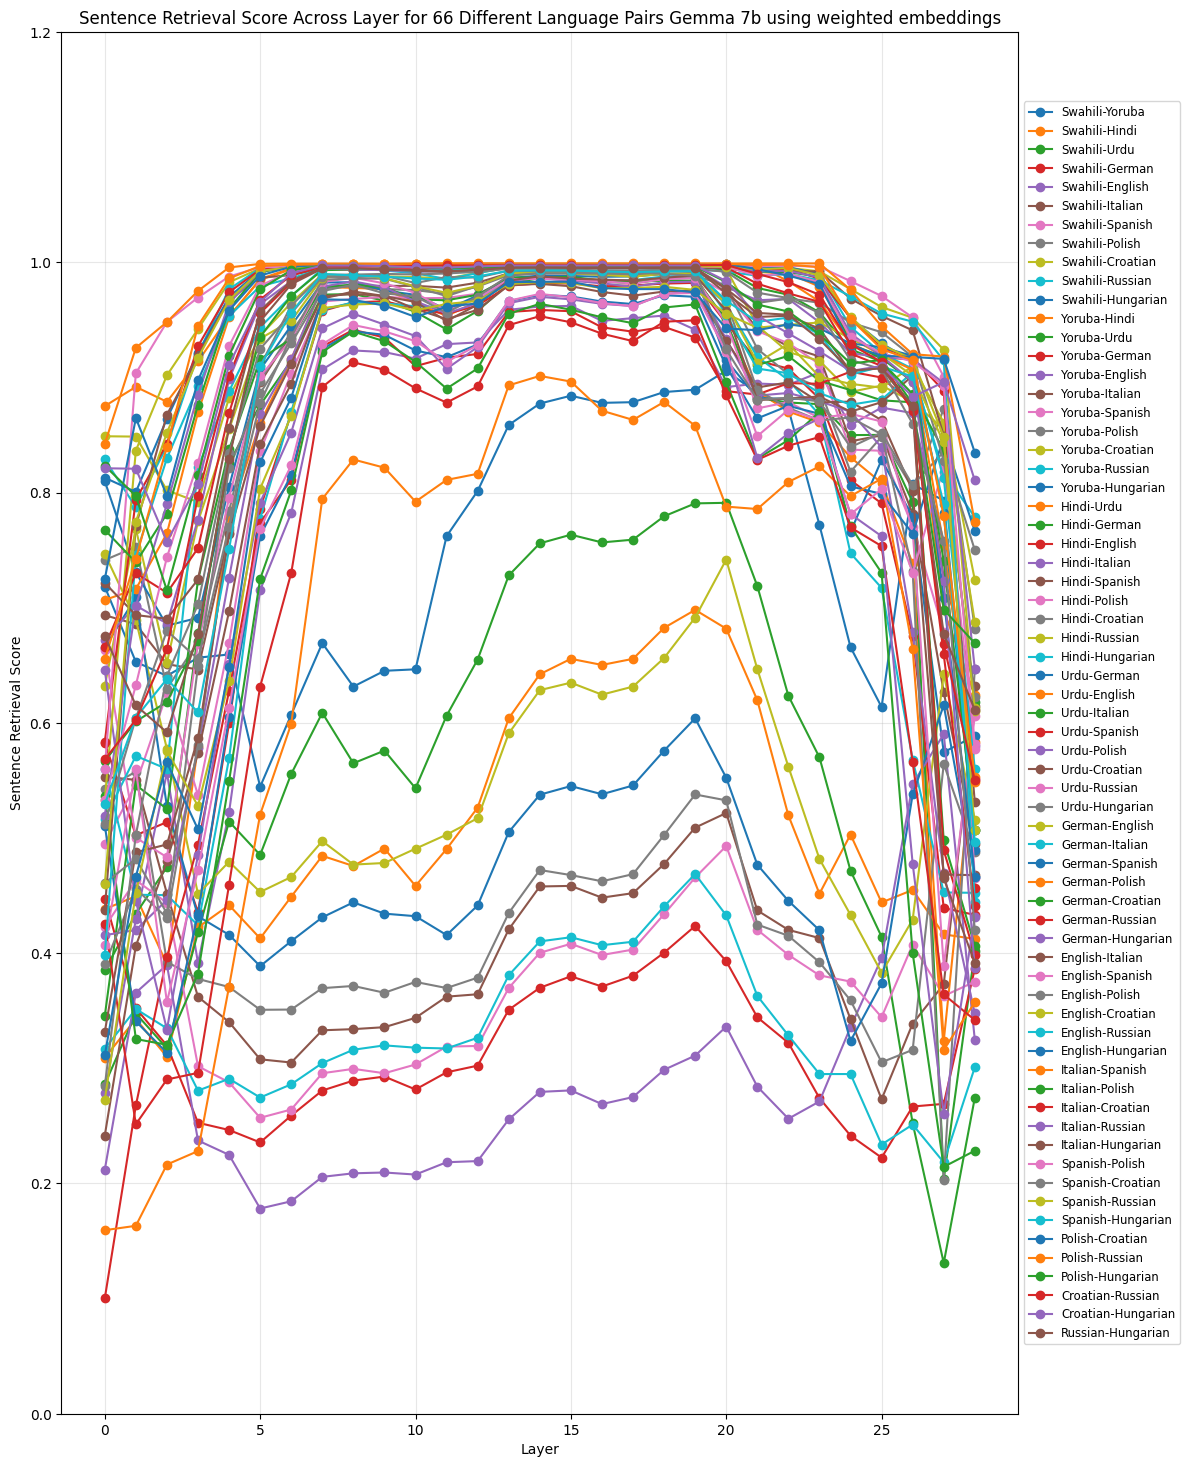 Sentence Retrieval Score Across Layer for 66 Different Language Pairs Gemma 7b using weighted embeddings
1.2
1.0
0.8
0.6
0.4
0.2
0.0
Sentence Retrieval Score
0 5 10 15 20 25
Layer
Swahili-Yoruba
Swahili-Hindi
Swahili-Urdu
Swahili-German
Swahili-English
Swahili-Italian
Swahili-Spanish
Swahili-Polish
Swahili-Croatian
Swahili-Russian
Swahili-Hungarian
Yoruba-Hindi
Yoruba-Urdu
Yoruba-German
Yoruba-English
Yoruba-Italian
Yoruba-Spanish
Yoruba-Polish
Yoruba-Croatian
Yoruba-Russian
Yoruba-Hungarian
Hindi-Urdu
Hindi-German
Hindi-English
Hindi-Italian
Hindi-Spanish
Hindi-Polish
Hindi-Croatian
Hindi-Russian
Hindi-Hungarian
Urdu-German
Urdu-English
Urdu-Italian
Urdu-Spanish
Urdu-Polish
Urdu-Croatian
Urdu-Russian
Urdu-Hungarian
German-English
German-Italian
German-Spanish
German-Polish
German-Croatian
German-Russian
German-Hungarian
English-Italian
English-Spanish
English-Polish
English-Croatian
English-Russian
English-Hungarian
Italian-Spanish
Italian-Polish
Italian-Croatian
Italian-Russian
Italian-Hungarian
Spanish-Polish
Spanish-Croatian
Spanish-Russian
Spanish-Hungarian
Polish-Croatian
Polish-Russian
Polish-Hungarian
Croatian-Russian
Croatian-Hungarian
Russian-Hungarian